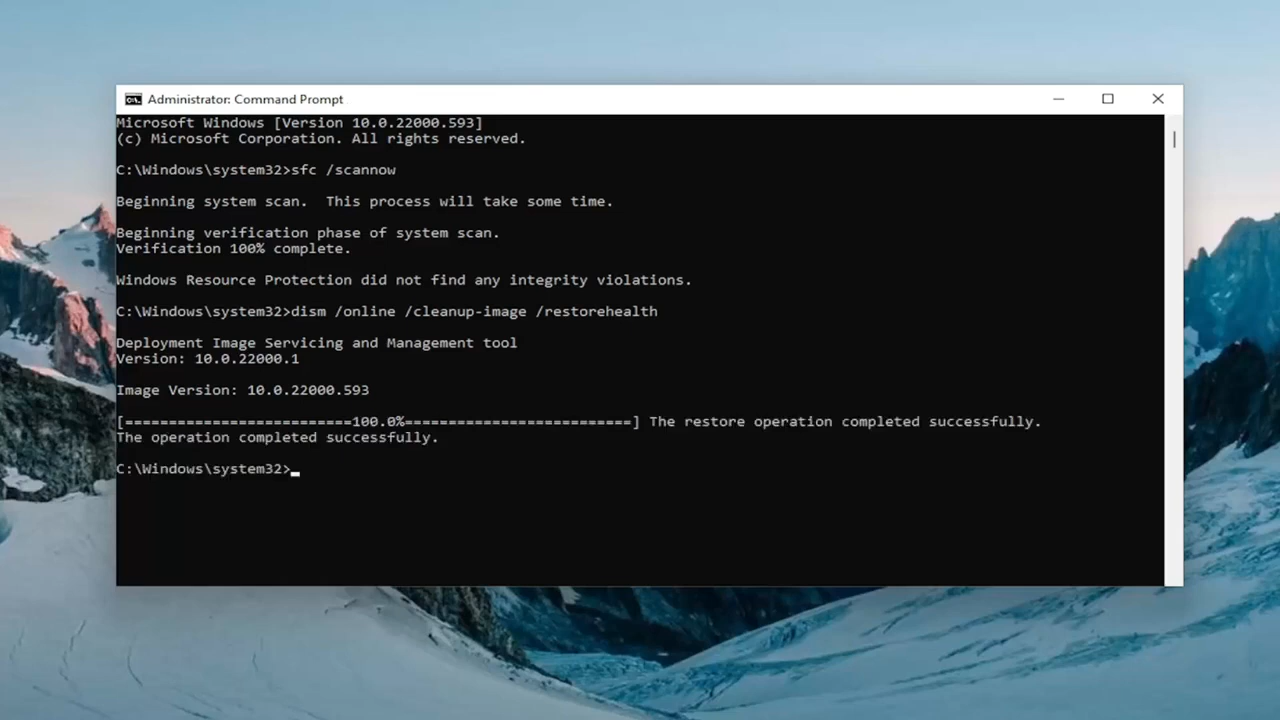 Administrator: Command Prompt
Microsoft Windows [Version 10.0.22000.593]
(c) Microsoft Corporation. All rights reserved.
C:\Windows\system32>sfc /scannow
Beginning system scan.  This process will take some time.
Beginning verification phase of system scan.
Verification 100% complete.
Windows Resource Protection did not find any integrity violations.
C:\Windows\system32>dism /online /cleanup-image /restorehealth
Deployment Image Servicing and Management tool
Version: 10.0.22000.1
Image Version: 10.0.22000.593
[==========================100.0%==========================] The restore operation completed successfully.
The operation completed successfully.
C:\Windows\system32>